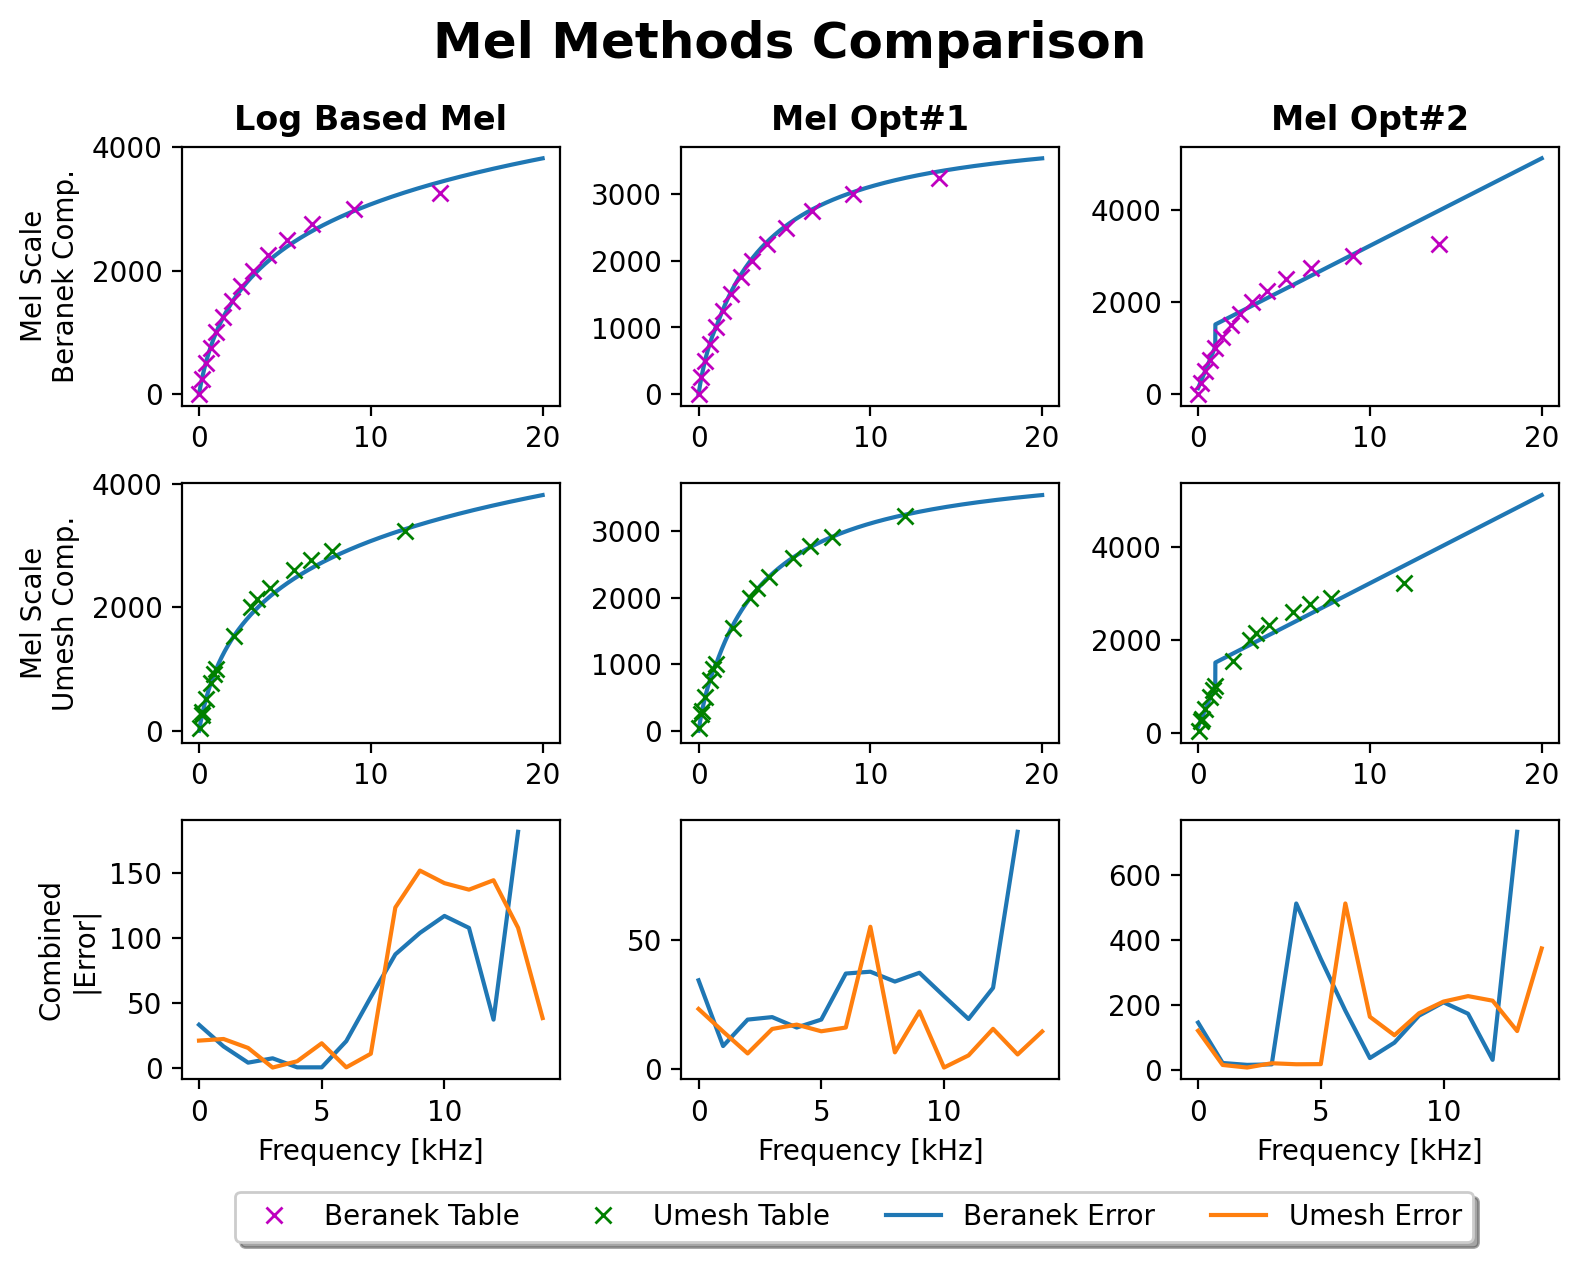 Mel Methods Comparison
Log Based Mel
Mel Opt#1
Mel Opt#2
Mel Scale
Beranek Comp.
4000
2000
0
0 10 20
3000
2000
1000
0
0 10 20
4000
2000
0
0 10 20
Mel Scale
Umesh Comp.
4000
2000
0
0 10 20
3000
2000
1000
0
0 10 20
4000
2000
0
0 10 20
Combined
|Error|
150
100
50
0
0 5 10
Frequency [kHz]
50
0
0 5 10
Frequency [kHz]
600
400
200
0
0 5 10
Frequency [kHz]
Beranek Table Umesh Table Beranek Error Umesh Error